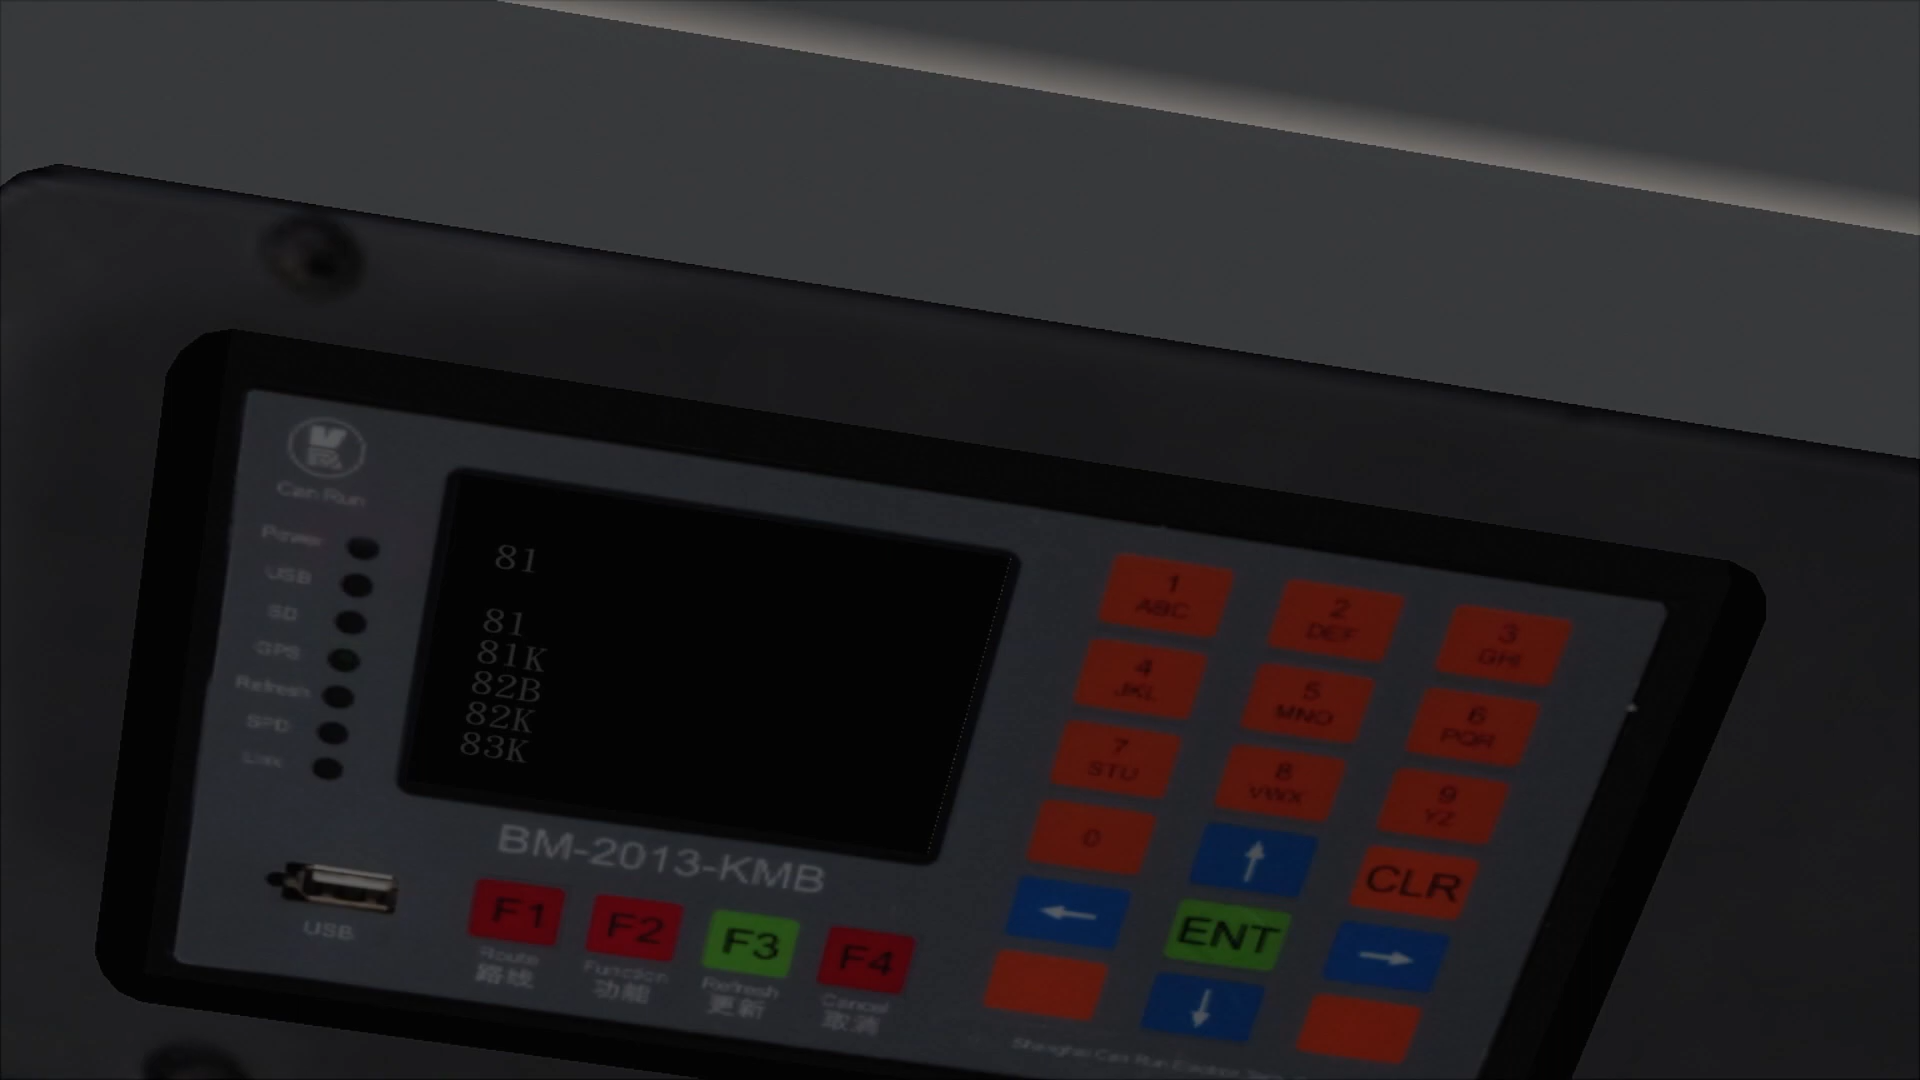 Can Run
Power
USB
SD
GPS
Refresh
SPD
Link
81
81
81K
82B
82K
83K
BM-2013-KMB
USB
F1
Route
路线
F2
Function
功能
F3
Refresh
更新
F4
Cancel
取消
1
ABC
2
DEF
3
GHI
4
JKL
5
MNO
6
PQR
7
STU
8
VWX
9
YZ
0
↑
CLR
←
ENT
→
↓